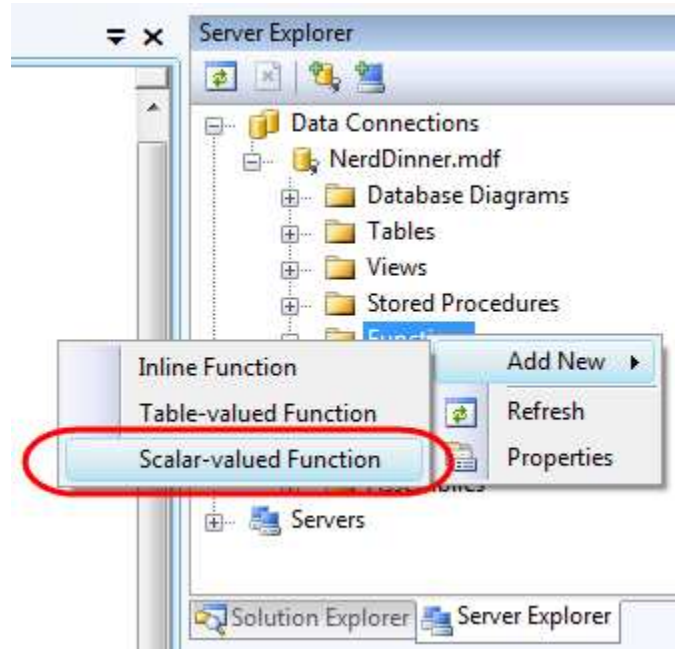 Server Explorer
Data Connections
NerdDinner.mdf
Database Diagrams
Tables
Views
Stored Procedures
Add New
Refresh
Properties
Inline Function
Table-valued Function
Scalar-valued Function
Servers
Solution Explorer
Server Explorer